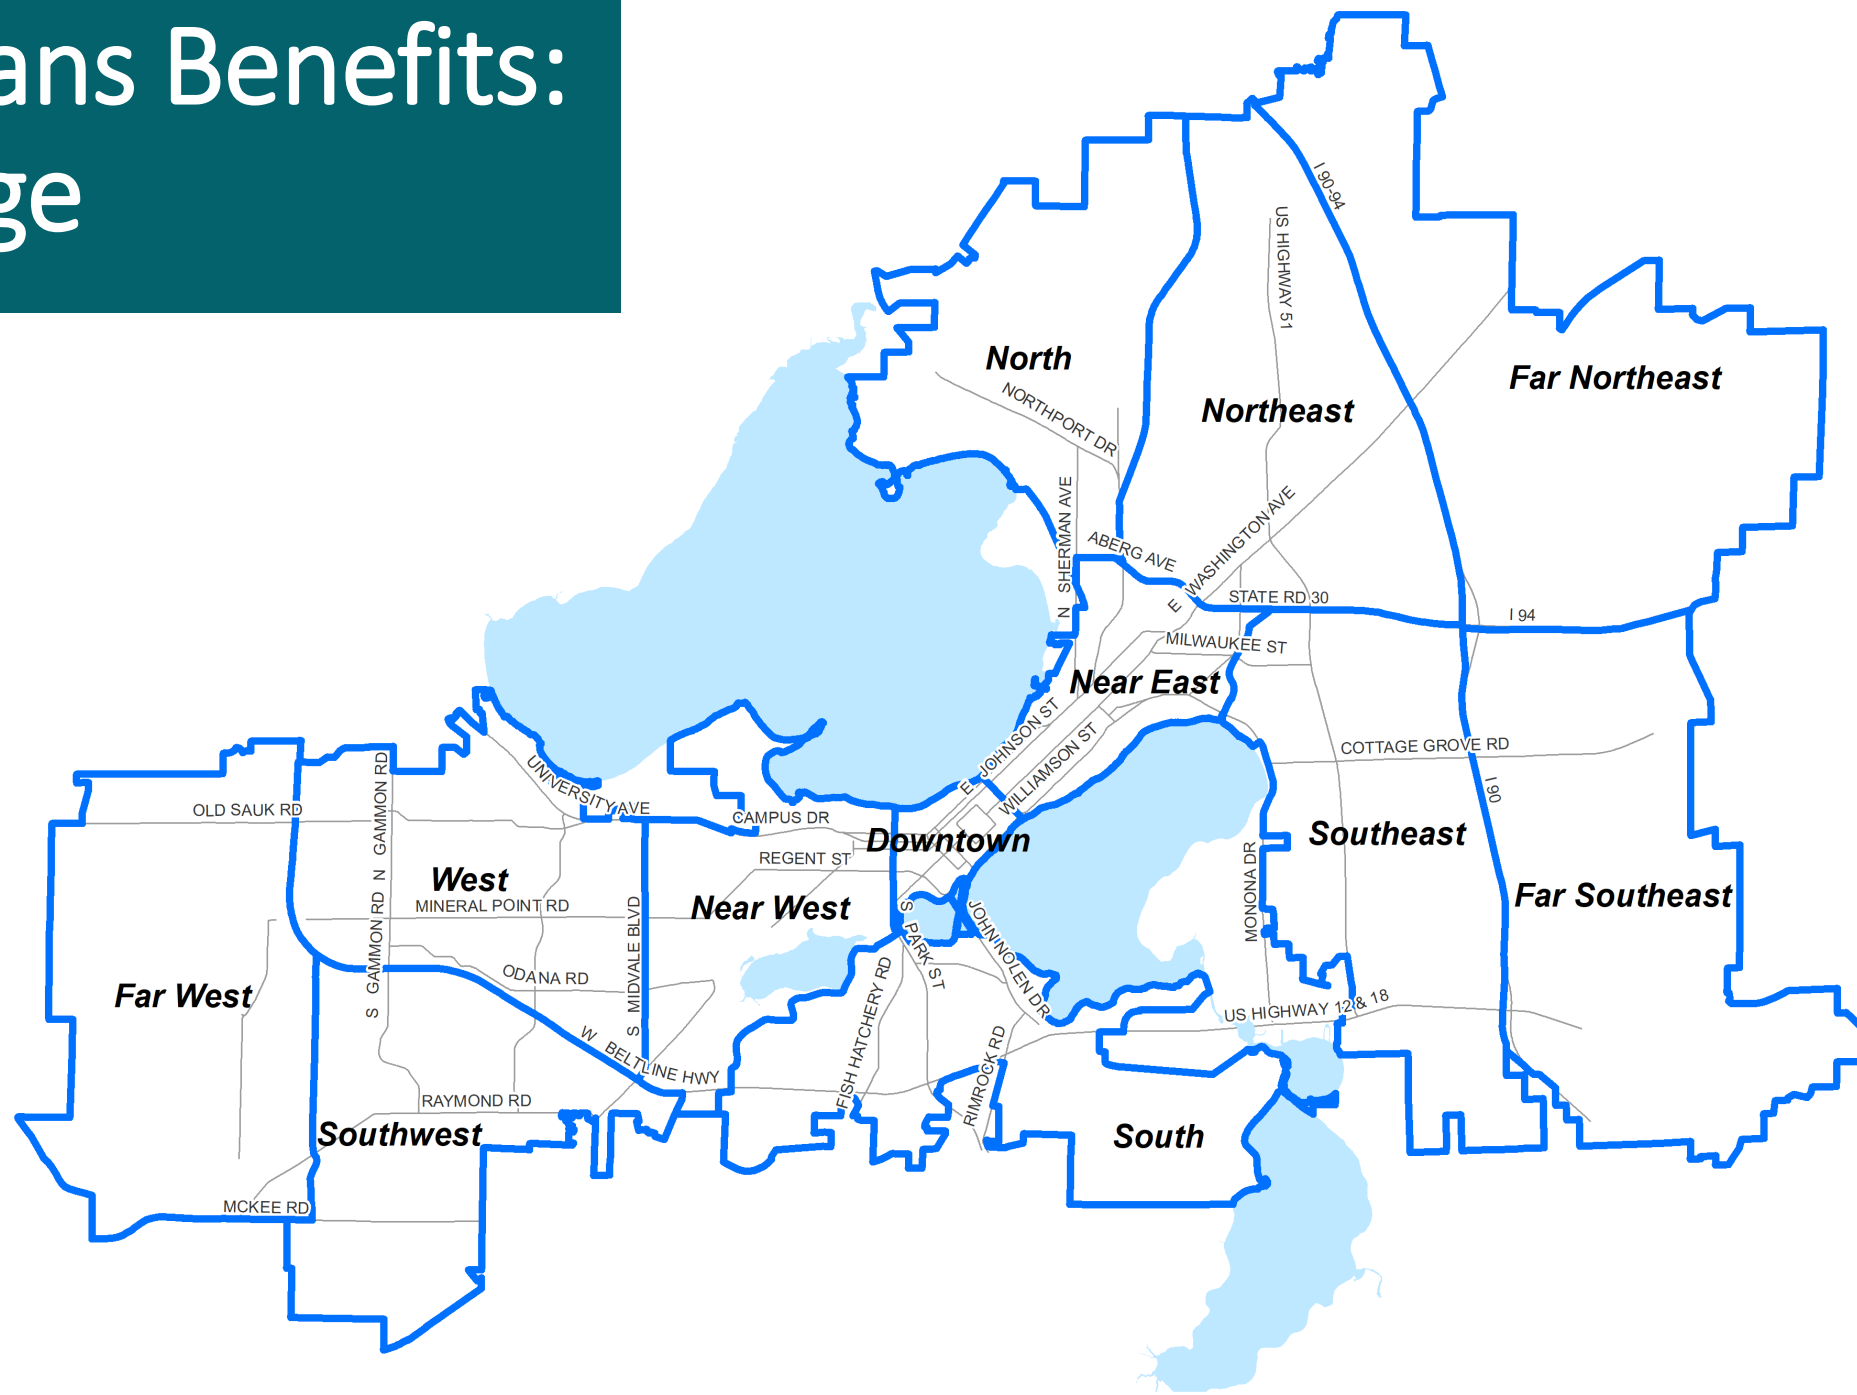 ans Benefits:
ge
I 90-94
US HIGHWAY 51
North
Far Northeast
Northeast
NORTHPORT DR
N SHERMAN AVE
ABERG AVE
E WASHINGTON AVE
STATE RD 30
I 94
MILWAUKEE ST
Near East
E JOHNSON ST
WILLIAMSON ST
COTTAGE GROVE RD
I 90
UNIVERSITY AVE
OLD SAUK RD
N GAMMON RD
CAMPUS DR
Downtown
Southeast
REGENT ST
MONONA DR
West
MINERAL POINT RD
Near West
Far Southeast
S GAMMON RD
S MIDVALE BLVD
S PARK ST
JOHN NOLEN DR
ODANA RD
Far West
FISH HATCHERY RD
US HIGHWAY 12 & 18
W BELTLINE HWY
RIMROCK RD
RAYMOND RD
Southwest
South
MCKEE RD